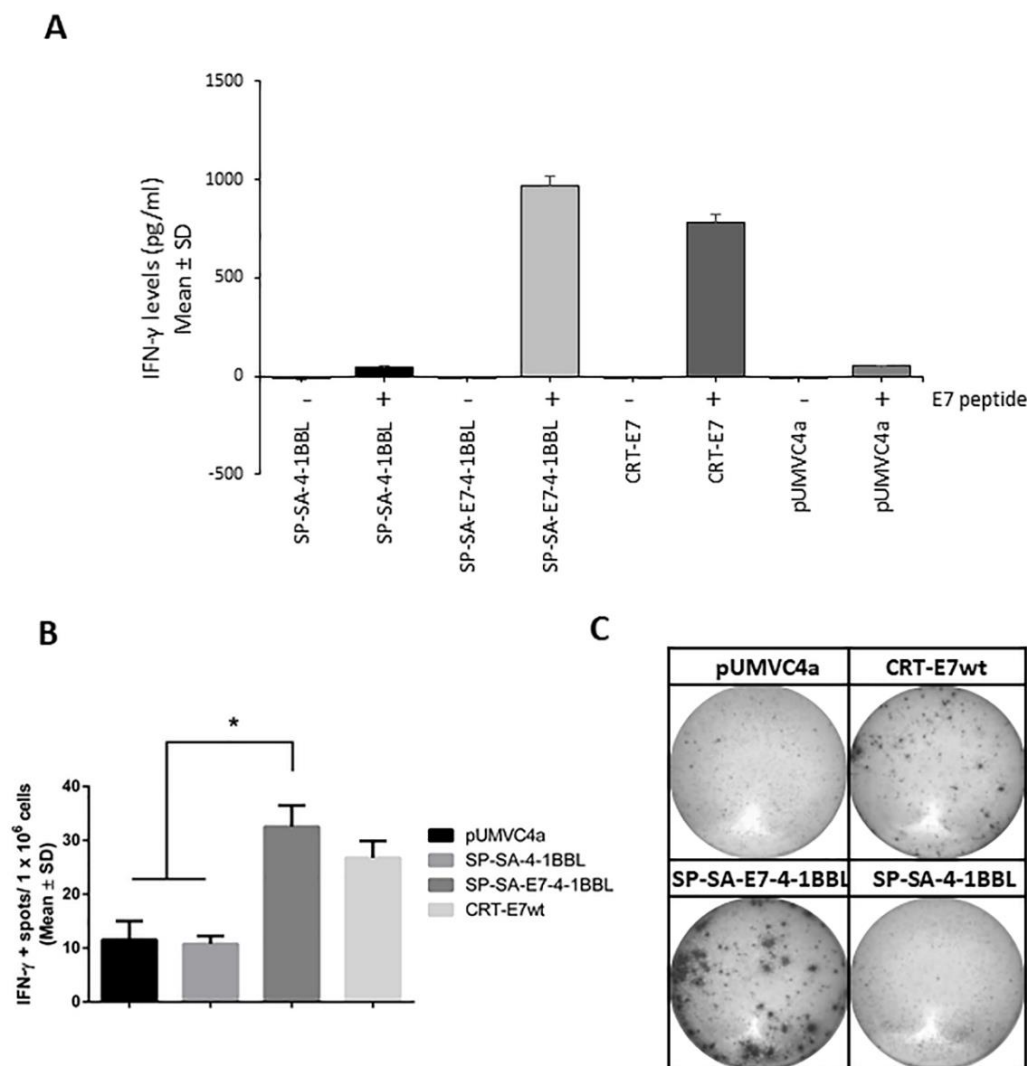 A
1500
1000
500
0
-500
IFN-γ levels (pg/ml)
Mean ± SD
- + - + - + - + E7 peptide
SP-SA-4-1BBL
SP-SA-4-1BBL
SP-SA-E7-4-1BBL
SP-SA-E7-4-1BBL
CRT-E7
CRT-E7
pUMVC4a
pUMVC4a
B
*
40
30
20
10
0
IFN-γ + spots/ 1 x 10⁶ cells
(Mean ± SD)
pUMVC4a
SP-SA-4-1BBL
SP-SA-E7-4-1BBL
CRT-E7wt
C
pUMVC4a CRT-E7wt
SP-SA-E7-4-1BBL SP-SA-4-1BBL